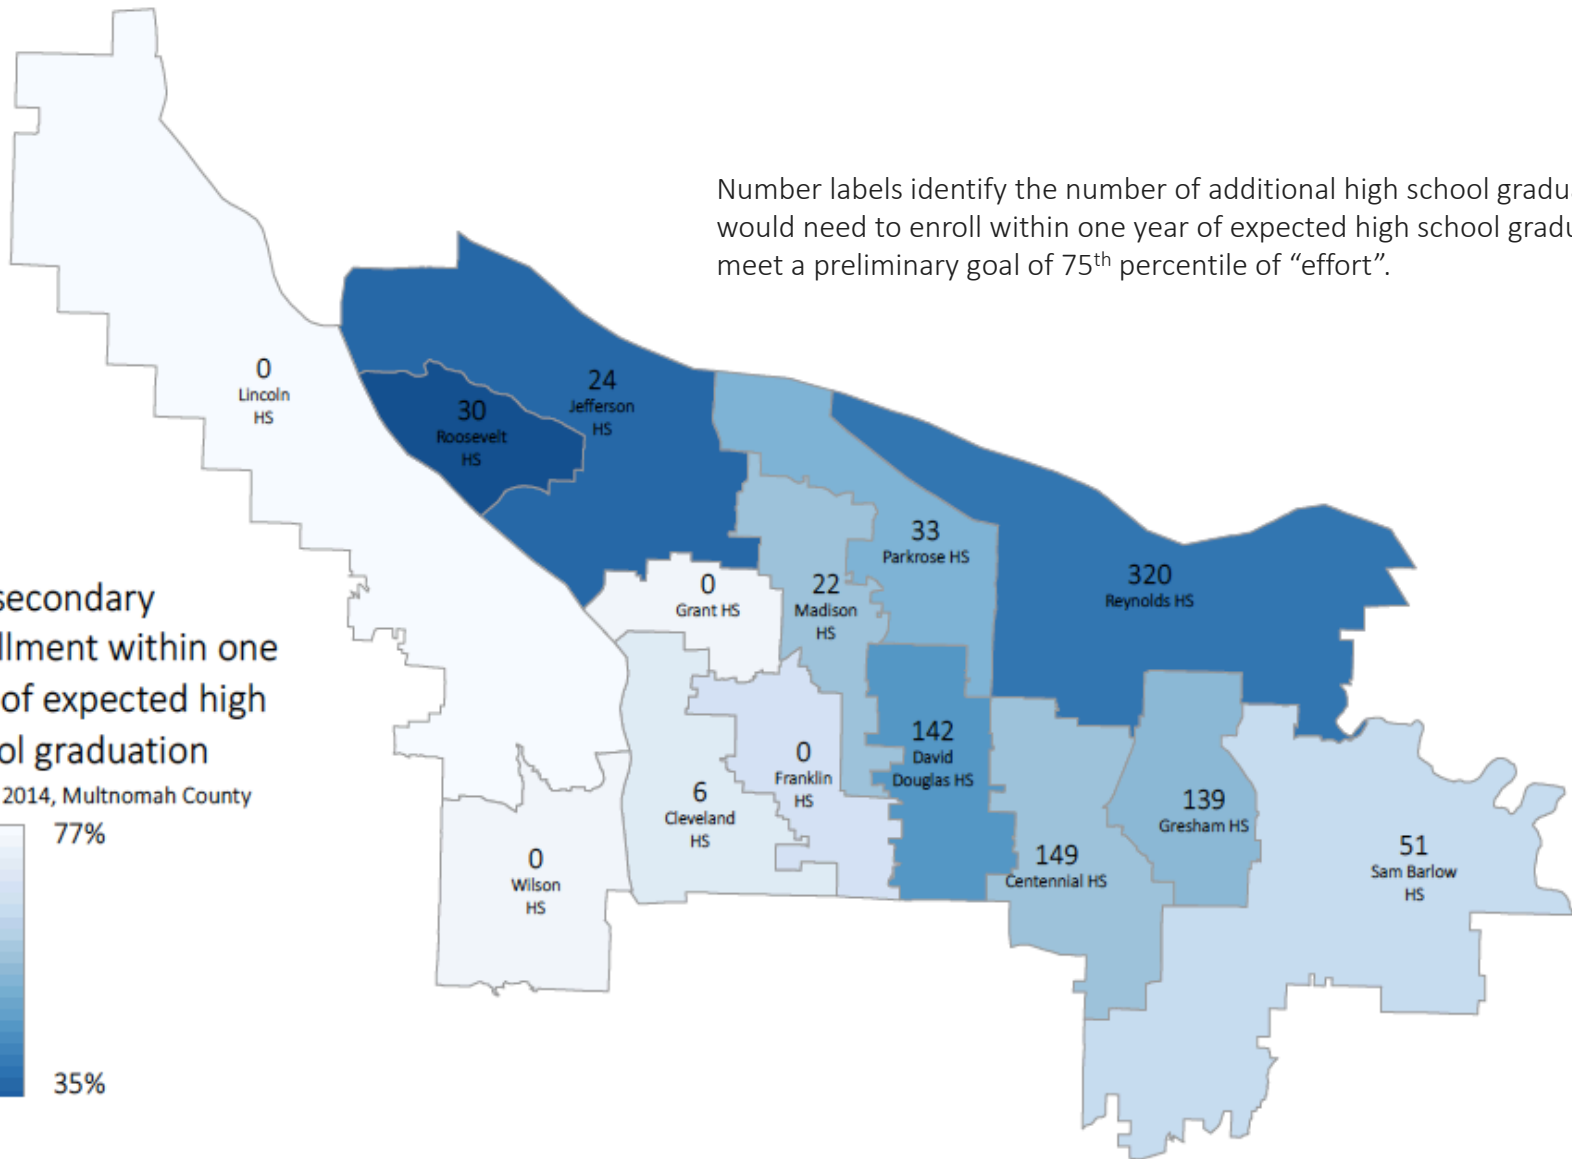 Number labels identify the number of additional high school
would need to enroll within one year of expected high school
meet a preliminary goal of 75th percentile of “effort”.
0
Lincoln
HS
24
Jefferson
HS
30
Roosevelt
HS
33
Parkrose HS
320
Reynolds HS
0
Grant HS
22
Madison
HS
secondary
within one
of expected high
graduation
2014, Multnomah County
77%
35%
142
David
Douglas HS
0
Franklin
HS
6
Cleveland
HS
139
Gresham HS
149
Centennial HS
51
Sam Barlow
HS
0
Wilson
HS